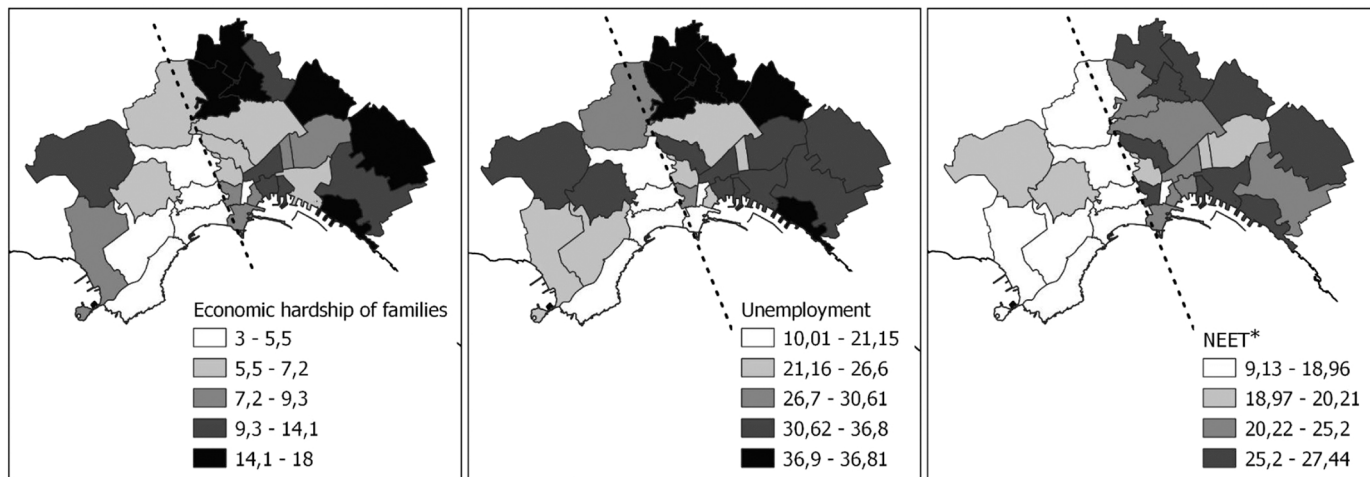 Economic hardship of families
3 - 5,5
5,5 - 7,2
7,2 - 9,3
9,3 - 14,1
14,1 - 18
Unemployment
10,01 - 21,15
21,16 - 26,6
26,7 - 30,61
30,62 - 36,8
36,9 - 36,81
NEET*
9,13 - 18,96
18,97 - 20,21
20,22 - 25,2
25,2 - 27,44